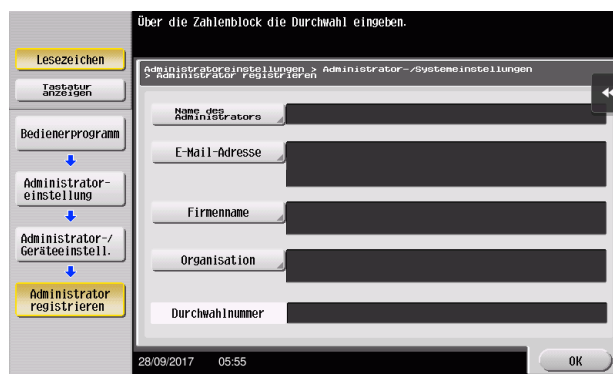 Über die Zahlenblock die Durchwahl eingeben.
Lesezeichen
Tastatur
anzeigen
Bedienerprogramm
Administrator-
einstellung
Administrator-/
Geräteeinstell.
Administrator
registrieren
Administratoreinstellungen > Administrator-/Systemeinstellungen
> Administrator registrieren
Name des
Administrators
E-Mail-Adresse
Firmenname
Organisation
Durchwahlnummer
28/09/2017 05:55
OK